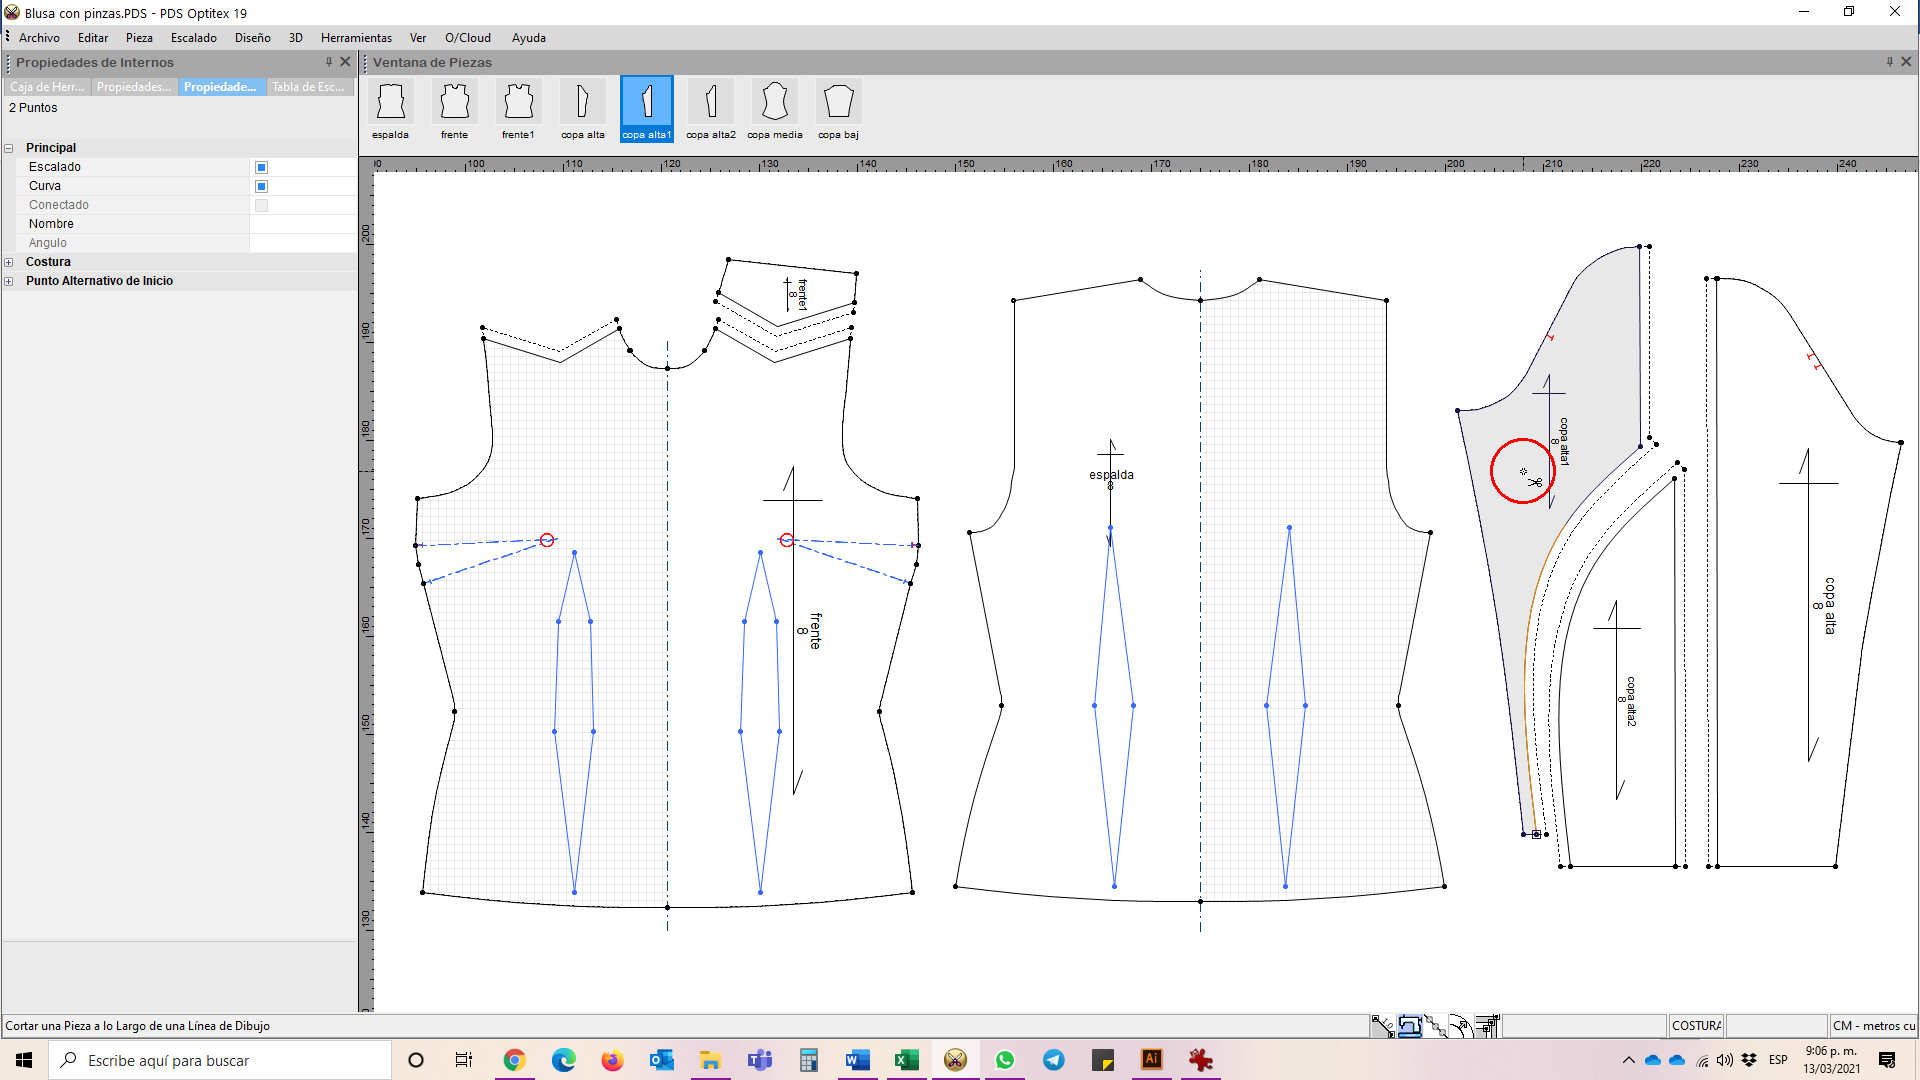 Blusa con pinzas.PDS - PDS Optitex 19
Archivo Editar Pieza Escalado Diseño 3D Herramientas Ver O/Cloud Ayuda
Propiedades de Internos
Ventana de Piezas
Caja de Herr... Propiedades... Propiedade... Tabla de Esc...
2 Puntos
Principal
Escalado
Curva
Conectado
Nombre
Angulo
Costura
Punto Alternativo de Inicio
espalda frente frente1 copa alta copa alta1 copa alta2 copa media copa baj
100 110 120 130 140 150 160 170 180 190 200 210 220 230 240
200
190
180
170
160
150
140
130
frente1
8
frente
8
espalda
8
copa alta1
8
copa alta2
8
copa alta
8
Cortar una Pieza a lo Largo de una Línea de Dibujo
COSTURA
CM - metros cu
Escribe aquí para buscar
ESP
9:06 p. m.
13/03/2021